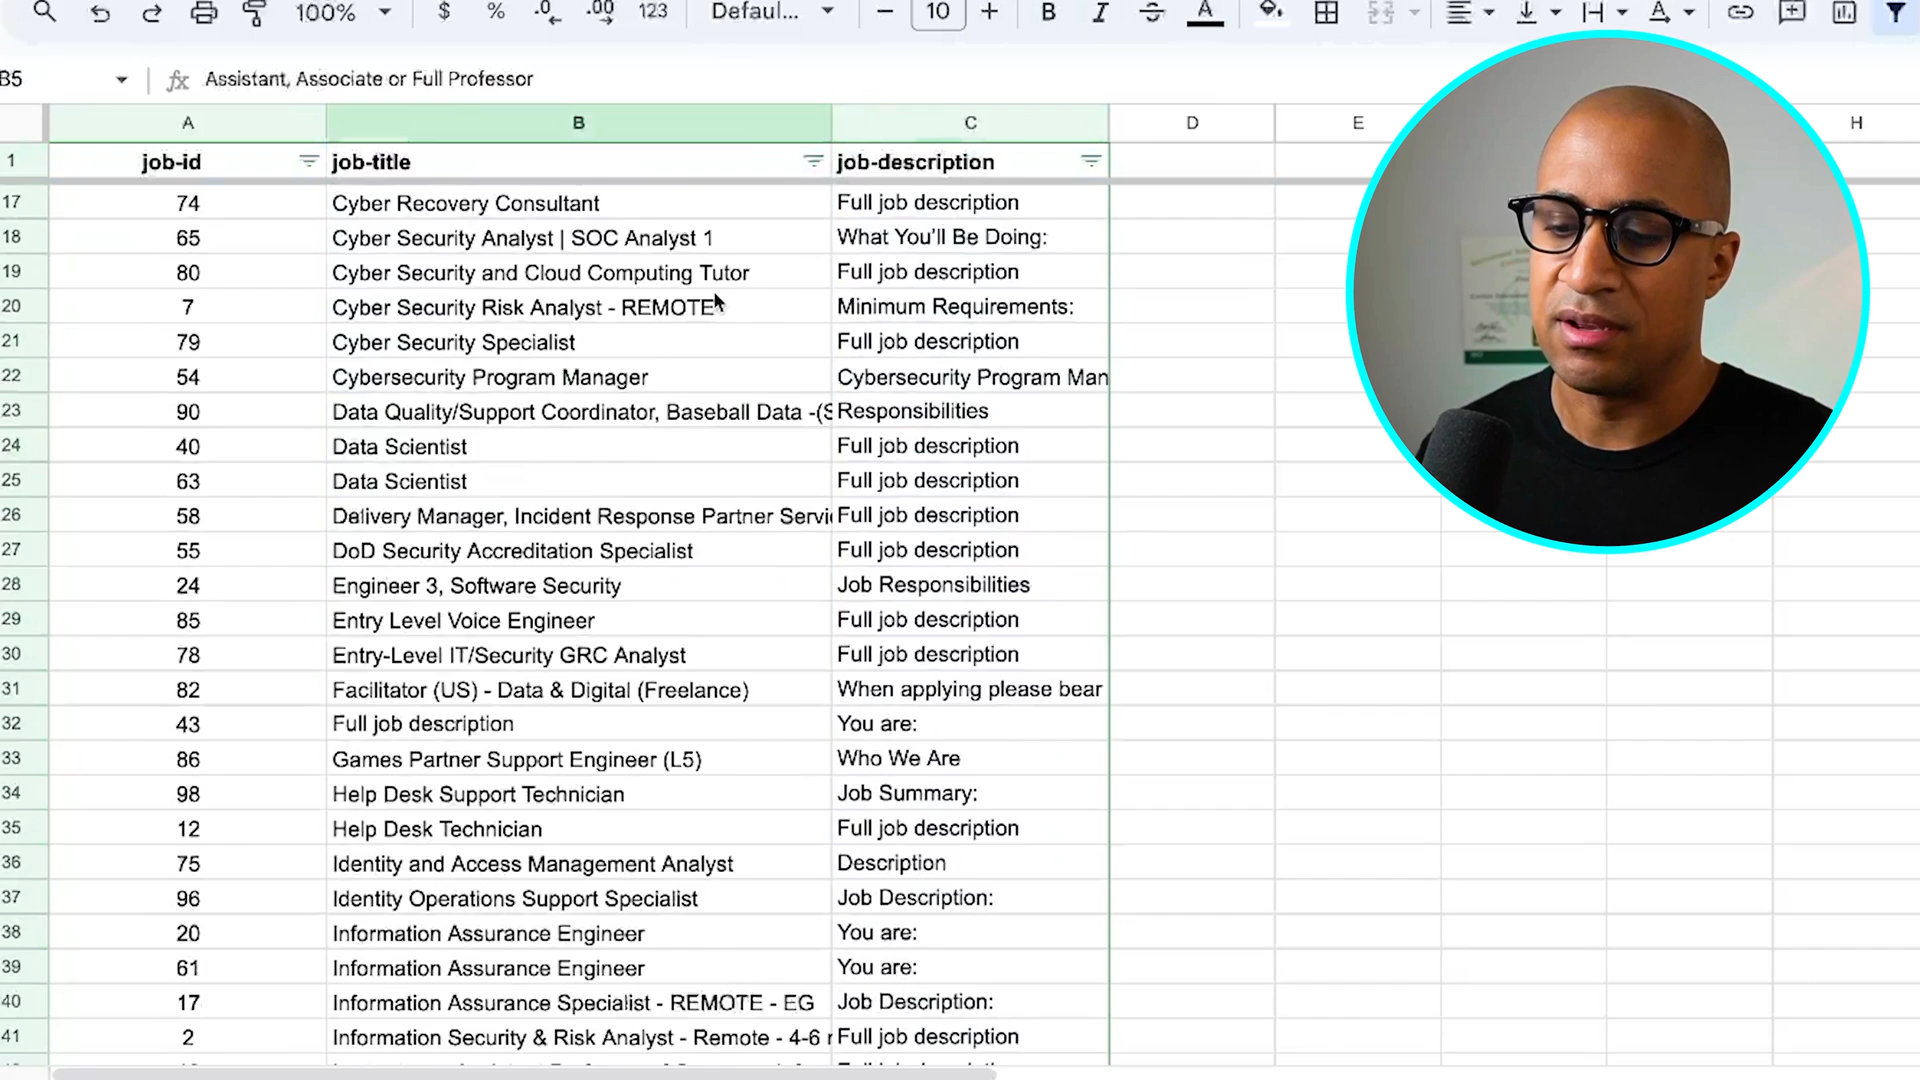 100% $ % .0 .00 123 Defaul... 10 B I A
B5 fx Assistant, Associate or Full Professor
A B C D E H
1 job-id job-title job-description
17 74 Cyber Recovery Consultant Full job description
18 65 Cyber Security Analyst | SOC Analyst 1 What You'll Be Doing:
19 80 Cyber Security and Cloud Computing Tutor Full job description
20 7 Cyber Security Risk Analyst - REMOTE Minimum Requirements:
21 79 Cyber Security Specialist Full job description
22 54 Cybersecurity Program Manager Cybersecurity Program Man
23 90 Data Quality/Support Coordinator, Baseball Data -(S Responsibilities
24 40 Data Scientist Full job description
25 63 Data Scientist Full job description
26 58 Delivery Manager, Incident Response Partner Servi Full job description
27 55 DoD Security Accreditation Specialist Full job description
28 24 Engineer 3, Software Security Job Responsibilities
29 85 Entry Level Voice Engineer Full job description
30 78 Entry-Level IT/Security GRC Analyst Full job description
31 82 Facilitator (US) - Data & Digital (Freelance) When applying please bear
32 43 Full job description You are:
33 86 Games Partner Support Engineer (L5) Who We Are
34 98 Help Desk Support Technician Job Summary:
35 12 Help Desk Technician Full job description
36 75 Identity and Access Management Analyst Description
37 96 Identity Operations Support Specialist Job Description:
38 20 Information Assurance Engineer You are:
39 61 Information Assurance Engineer You are:
40 17 Information Assurance Specialist - REMOTE - EG Job Description:
41 2 Information Security & Risk Analyst - Remote - 4-6 Full job description